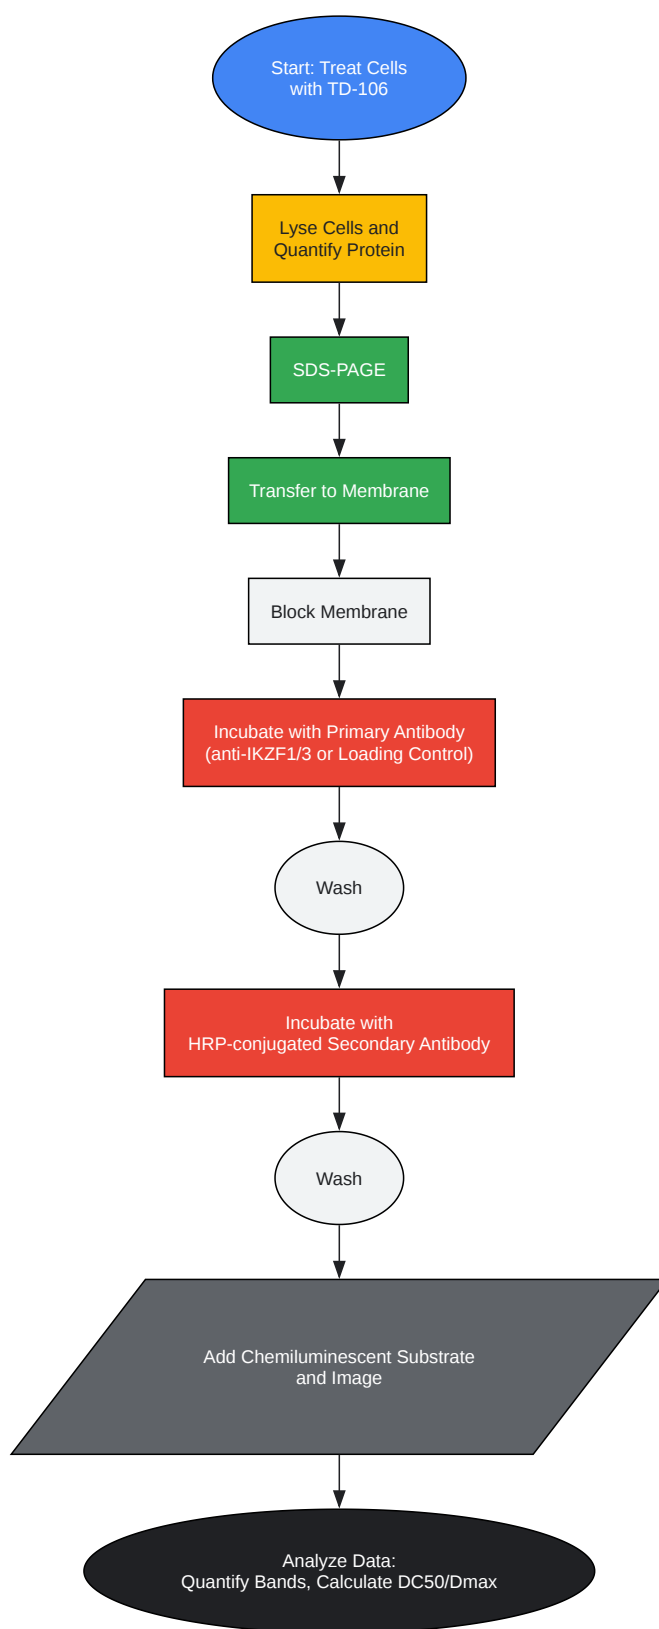 Start: Treat Cells
with TD-106
Lyse Cells and
Quantify Protein
SDS-PAGE
Transfer to Membrane
Block Membrane
Incubate with Primary Antibody
(anti-IKZF1/3 or Loading Control)
Wash
Incubate with
HRP-conjugated Secondary Antibody
Wash
Add Chemiluminescent Substrate
and Image
Analyze Data:
Quantify Bands, Calculate DC50/Dmax